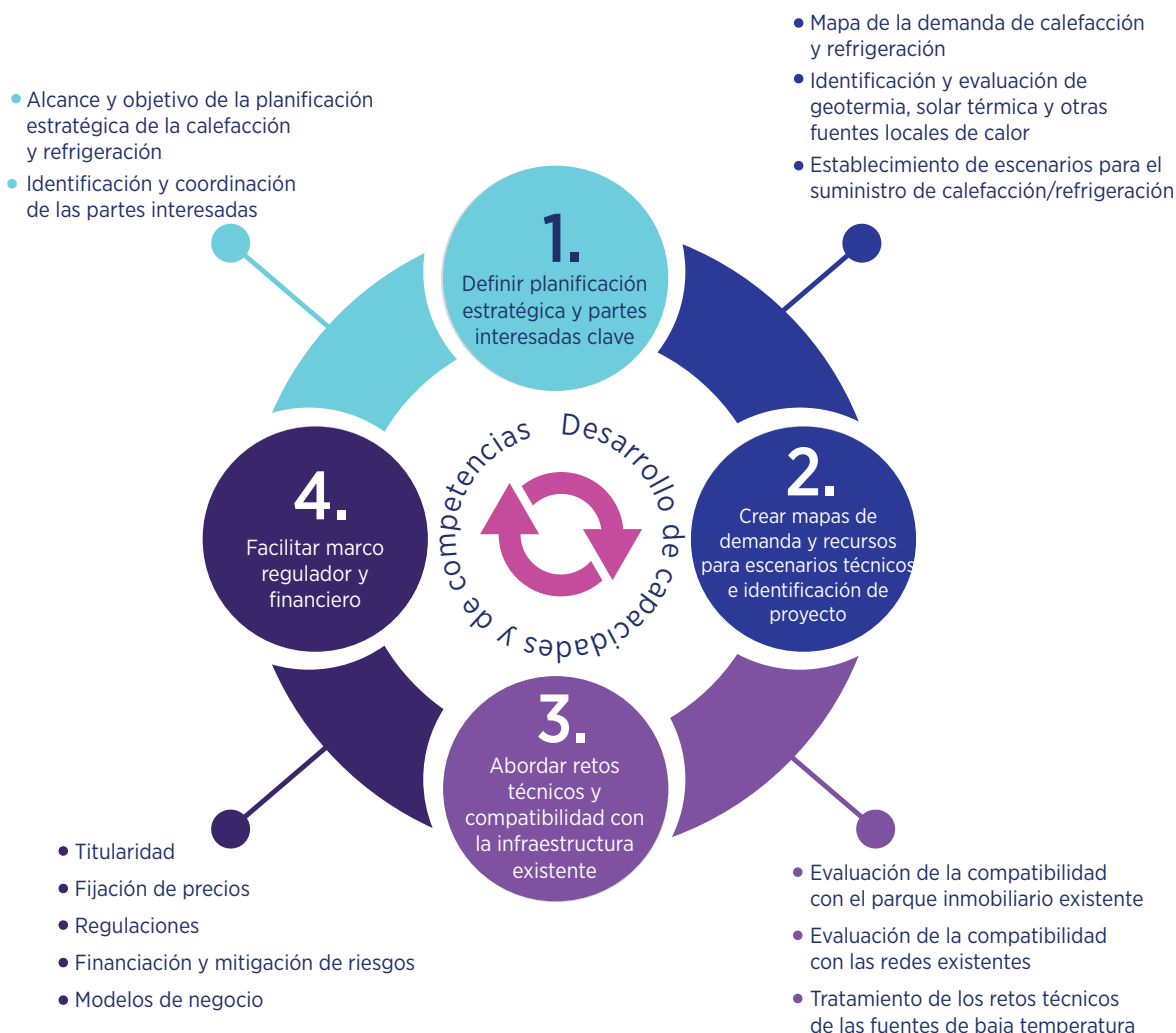 • Alcance y objetivo de la planificación
estratégica de la calefacción
y refrigeración
• Identificación y coordinación
de las partes interesadas
• Mapa de la demanda de calefacción
y refrigeración
• Identificación y evaluación de
geotermia, solar térmica y otras
fuentes locales de calor
• Establecimiento de escenarios para el
suministro de calefacción/refrigeración
1.
Definir planificación
estratégica y partes
interesadas clave
2.
Crear mapas de
demanda y recursos
para escenarios técnicos
e identificación de
proyecto
3.
Abordar retos
técnicos y
compatibilidad con
la infraestructura
existente
4.
Facilitar marco
regulador y
financiero
Desarrollo de capacidades y de competencias
• Titularidad
• Fijación de precios
• Regulaciones
• Financiación y mitigación de riesgos
• Modelos de negocio
• Evaluación de la compatibilidad
con el parque inmobiliario existente
• Evaluación de la compatibilidad
con las redes existentes
• Tratamiento de los retos técnicos
de las fuentes de baja temperatura